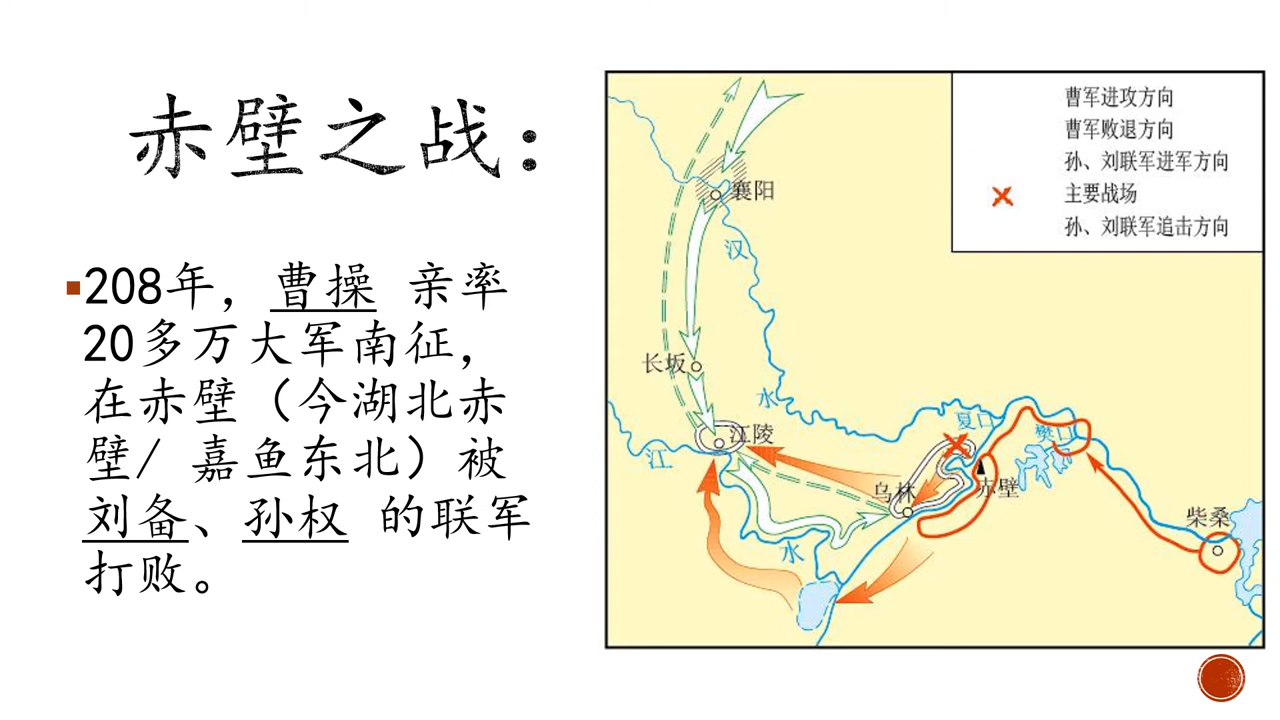 赤壁之战：
208年，曹操 亲率
20多万大军南征，
在赤壁（今湖北赤
壁/ 嘉鱼东北）被
刘备、孙权 的联军
打败。
曹军进攻方向
曹军败退方向
孙、刘联军进军方向
主要战场
孙、刘联军追击方向
襄阳
汉
长坂
水
夏口
樊口
江陵
江
乌林
赤壁
柴桑
水